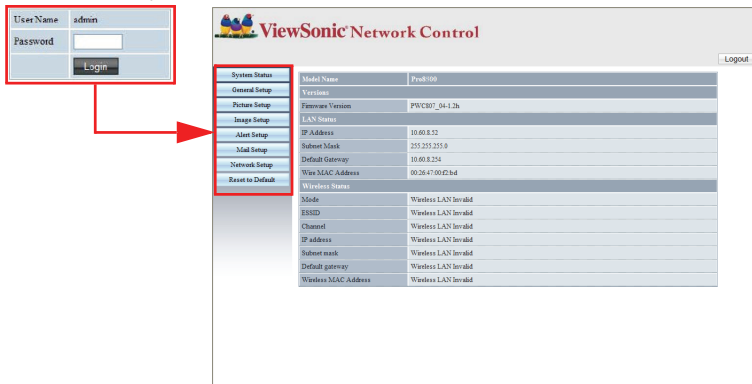 UserName admin
Password
Login
ViewSonic® Network Control
Logout
System Status
General Setup
Picture Setup
Image Setup
Alert Setup
Mail Setup
Network Setup
Reset to Default
Model Name Pro8500
Versions
Firmware Version PWC807_04-1.2h
LAN Status
IP Address 10.60.8.52
Subnet Mask 255.255.255.0
Default Gateway 10.60.8.254
Wire MAC Address 00:26:47:00:f2:bd
Wireless Status
Mode Wireless LAN Invalid
ESSID Wireless LAN Invalid
Channel Wireless LAN Invalid
IP address Wireless LAN Invalid
Subnet mask Wireless LAN Invalid
Default gateway Wireless LAN Invalid
Wireless MAC Address Wireless LAN Invalid